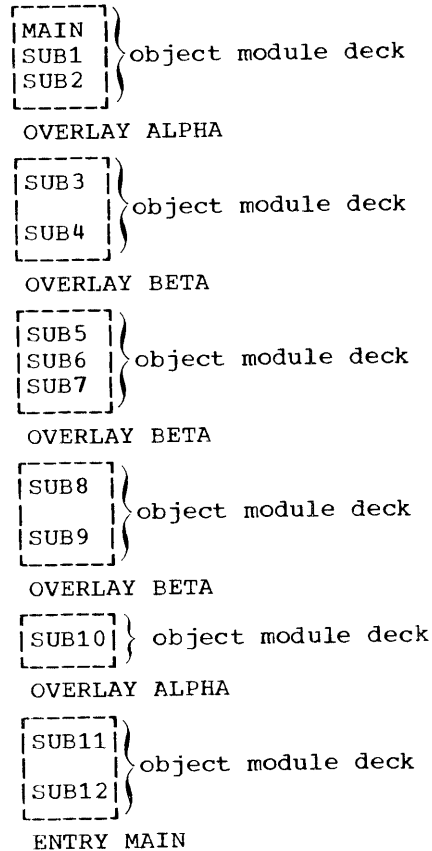 MAIN
SUB1 object module deck
SUB2
OVERLAY ALPHA
SUB3
object module deck
SUB4
OVERLAY BETA
SUB5
SUB6 object module deck
SUB7
OVERLAY BETA
SUB8
object module deck
SUB9
OVERLAY BETA
SUB10 object module deck
OVERLAY ALPHA
SUB11
object module deck
SUB12
ENTRY MAIN